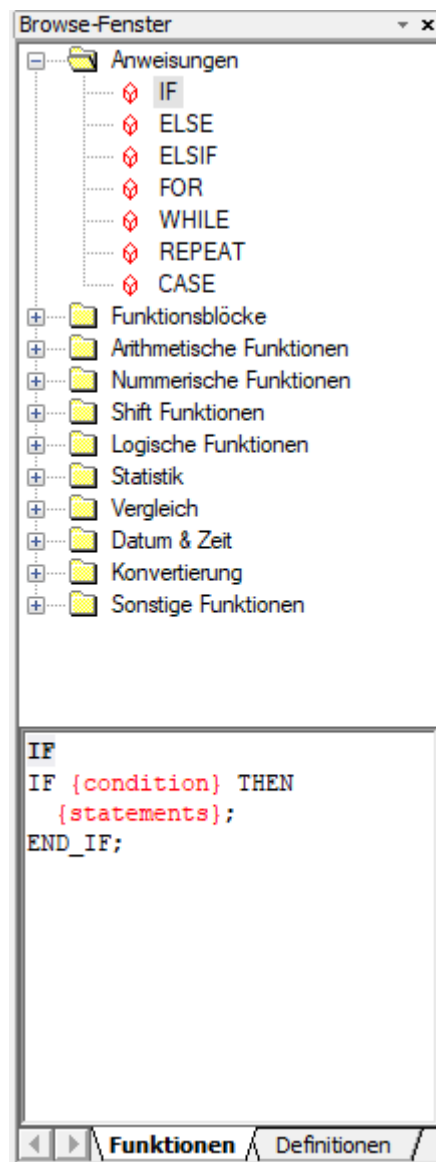 Browse-Fenster
Anweisungen
IF
ELSE
ELSIF
FOR
WHILE
REPEAT
CASE
Funktionsblöcke
Arithmetische Funktionen
Nummerische Funktionen
Shift Funktionen
Logische Funktionen
Statistik
Vergleich
Datum & Zeit
Konvertierung
Sonstige Funktionen
IF
IF {condition} THEN
{statements};
END_IF;
Funktionen
Definitionen